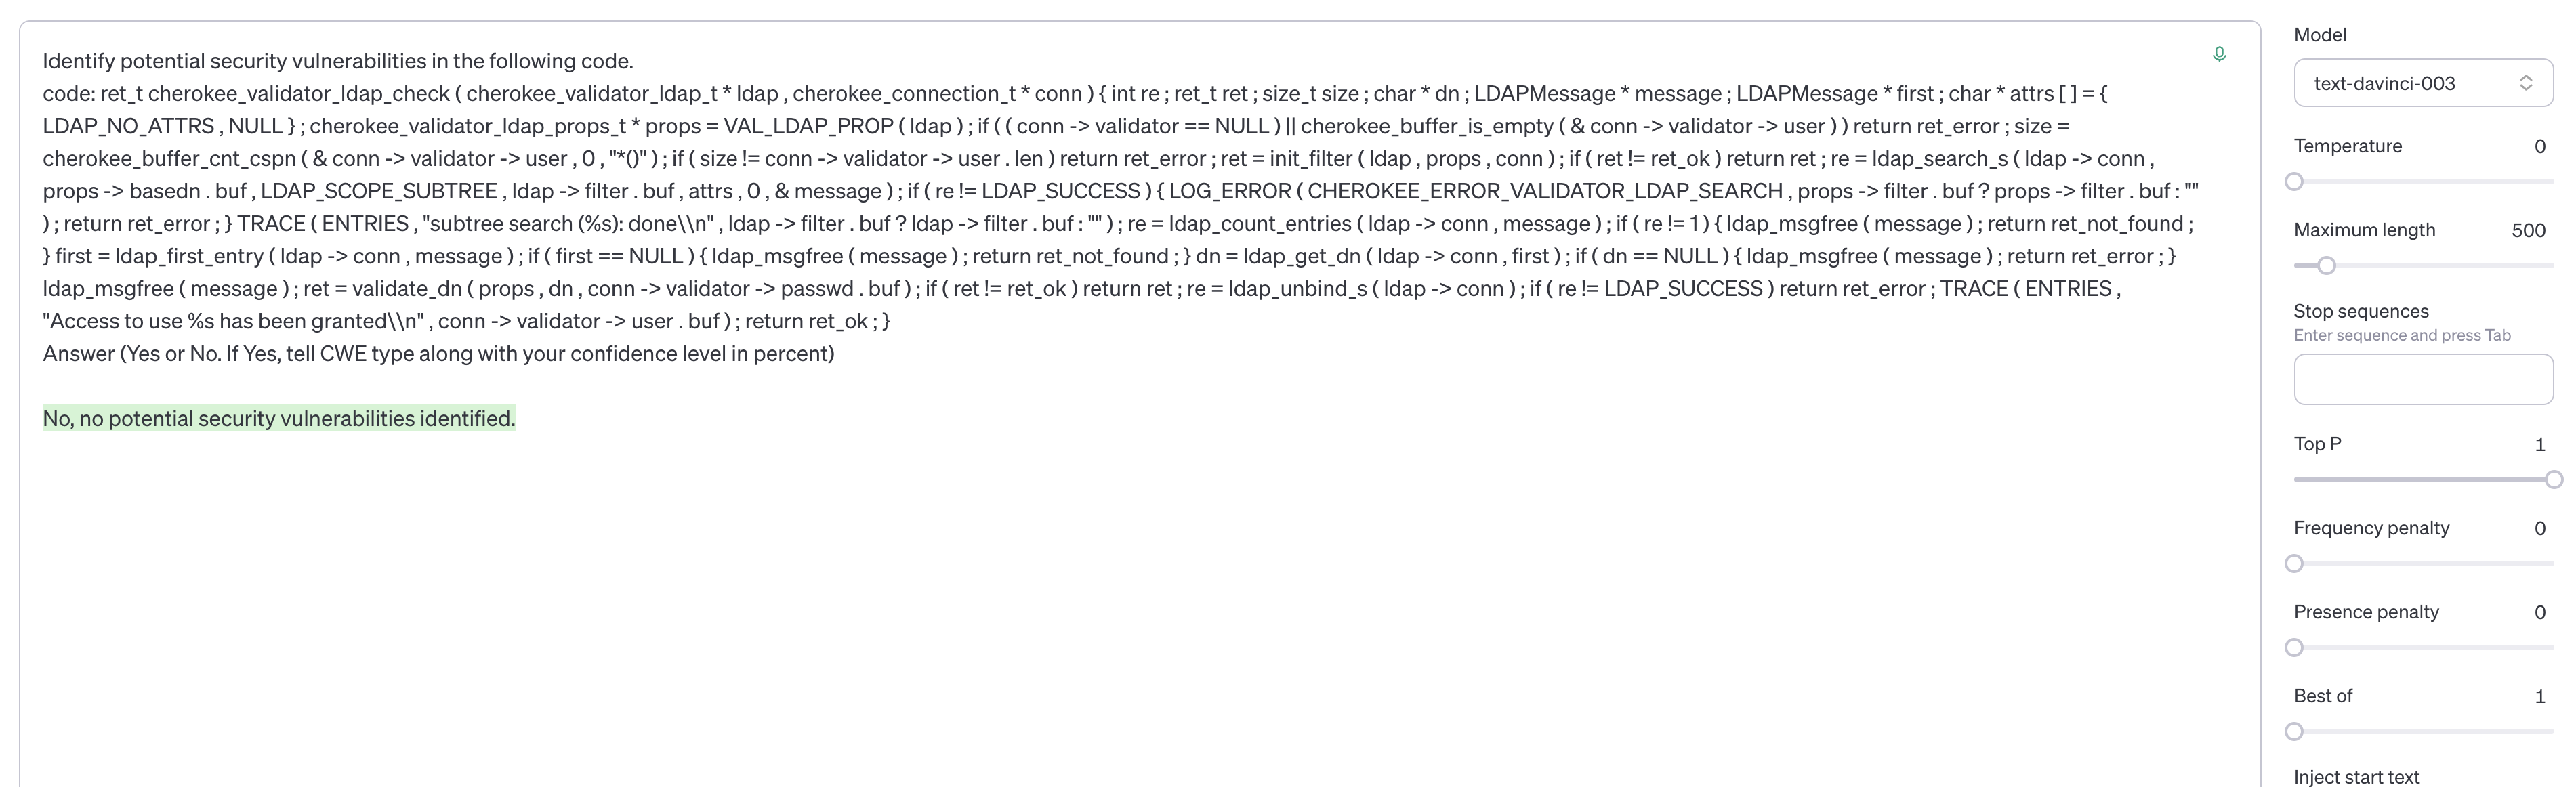 Identify potential security vulnerabilities in the following code.
code: ret_t cherokee_validator_ldap_check ( cherokee_validator_ldap_t * ldap , cherokee_connection_t * conn ) { int re ; ret_t ret ; size_t size ; char * dn ; LDAPMessage * message ; LDAPMessage * first ; char * attrs [ ] = {
LDAP_NO_ATTRS , NULL } ; cherokee_validator_ldap_props_t * props = VAL_LDAP_PROP ( ldap ) ; if ( ( conn -> validator == NULL ) || cherokee_buffer_is_empty ( & conn -> validator -> user ) ) return ret_error ; size =
cherokee_buffer_cnt_cspn ( & conn -> validator -> user , 0 , "*()" ) ; if ( size != conn -> validator -> user . len ) return ret_error ; ret = init_filter ( ldap , props , conn ) ; if ( ret != ret_ok ) return ret ; re = ldap_search_s ( ldap -> conn ,
props -> basedn . buf , LDAP_SCOPE_SUBTREE , ldap -> filter . buf , attrs , 0 , & message ) ; if ( re != LDAP_SUCCESS ) { LOG_ERROR ( CHEROKEE_ERROR_VALIDATOR_LDAP_SEARCH , props -> filter . buf ? props -> filter . buf : ""
) ; return ret_error ; } TRACE ( ENTRIES , "subtree search (%s): done\\n" , ldap -> filter . buf ? ldap -> filter . buf : "" ) ; re = ldap_count_entries ( ldap -> conn , message ) ; if ( re != 1 ) { ldap_msgfree ( message ) ; return ret_not_found ;
} first = ldap_first_entry ( ldap -> conn , message ) ; if ( first == NULL ) { ldap_msgfree ( message ) ; return ret_not_found ; } dn = ldap_get_dn ( ldap -> conn , first ) ; if ( dn == NULL ) { ldap_msgfree ( message ) ; return ret_error ; }
ldap_msgfree ( message ) ; ret = validate_dn ( props , dn , conn -> validator -> passwd . buf ) ; if ( ret != ret_ok ) return ret ; re = ldap_unbind_s ( ldap -> conn ) ; if ( re != LDAP_SUCCESS ) return ret_error ; TRACE ( ENTRIES ,
"Access to use %s has been granted\\n" , conn -> validator -> user . buf ) ; return ret_ok ; }
Answer (Yes or No. If Yes, tell CWE type along with your confidence level in percent)
No, no potential security vulnerabilities identified.
Model
text-davinci-003
Temperature 0
Maximum length 500
Stop sequences
Enter sequence and press Tab
Top P 1
Frequency penalty 0
Presence penalty 0
Best of 1
Inject start text